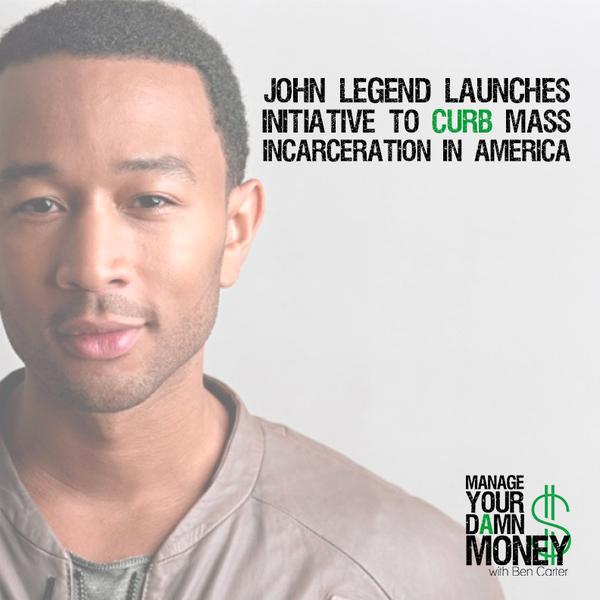 JOHN LEGEND LAUNCHES
INITIATIVE TO CURB MASS
INCARCERATION IN AMERICA
MANAGE
YOUR
DAMN
MONEY
$
with Ben Carter